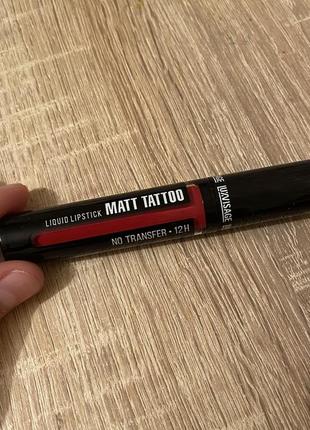 LIQUID LIPSTICK MATT TATTOO
NO TRANSFER • 12H
LUXVISAGE